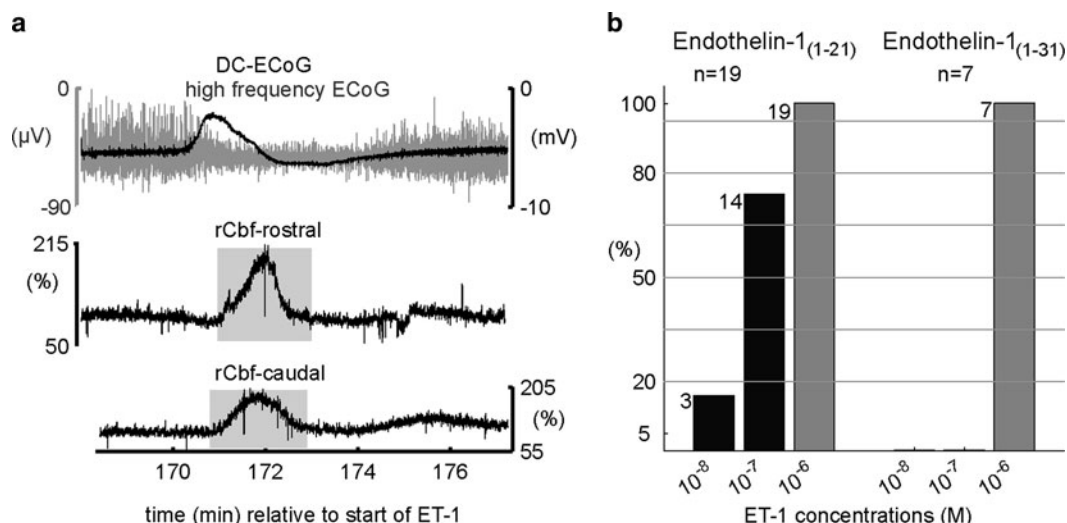 a
DC-ECoG
high frequency ECoG
0
(µV)
-90
0
(mV)
-10
rCbf-rostral
215
(%)
50
rCbf-caudal
205
(%)
55
170 172 174 176
time (min) relative to start of ET-1
b
Endothelin-1(1-21) Endothelin-1(1-31)
n=19 n=7
100
80
(%)
50
20
5
3 14 19 7
10-8 10-7 10-6 10-8 10-7 10-6
ET-1 concentrations (M)